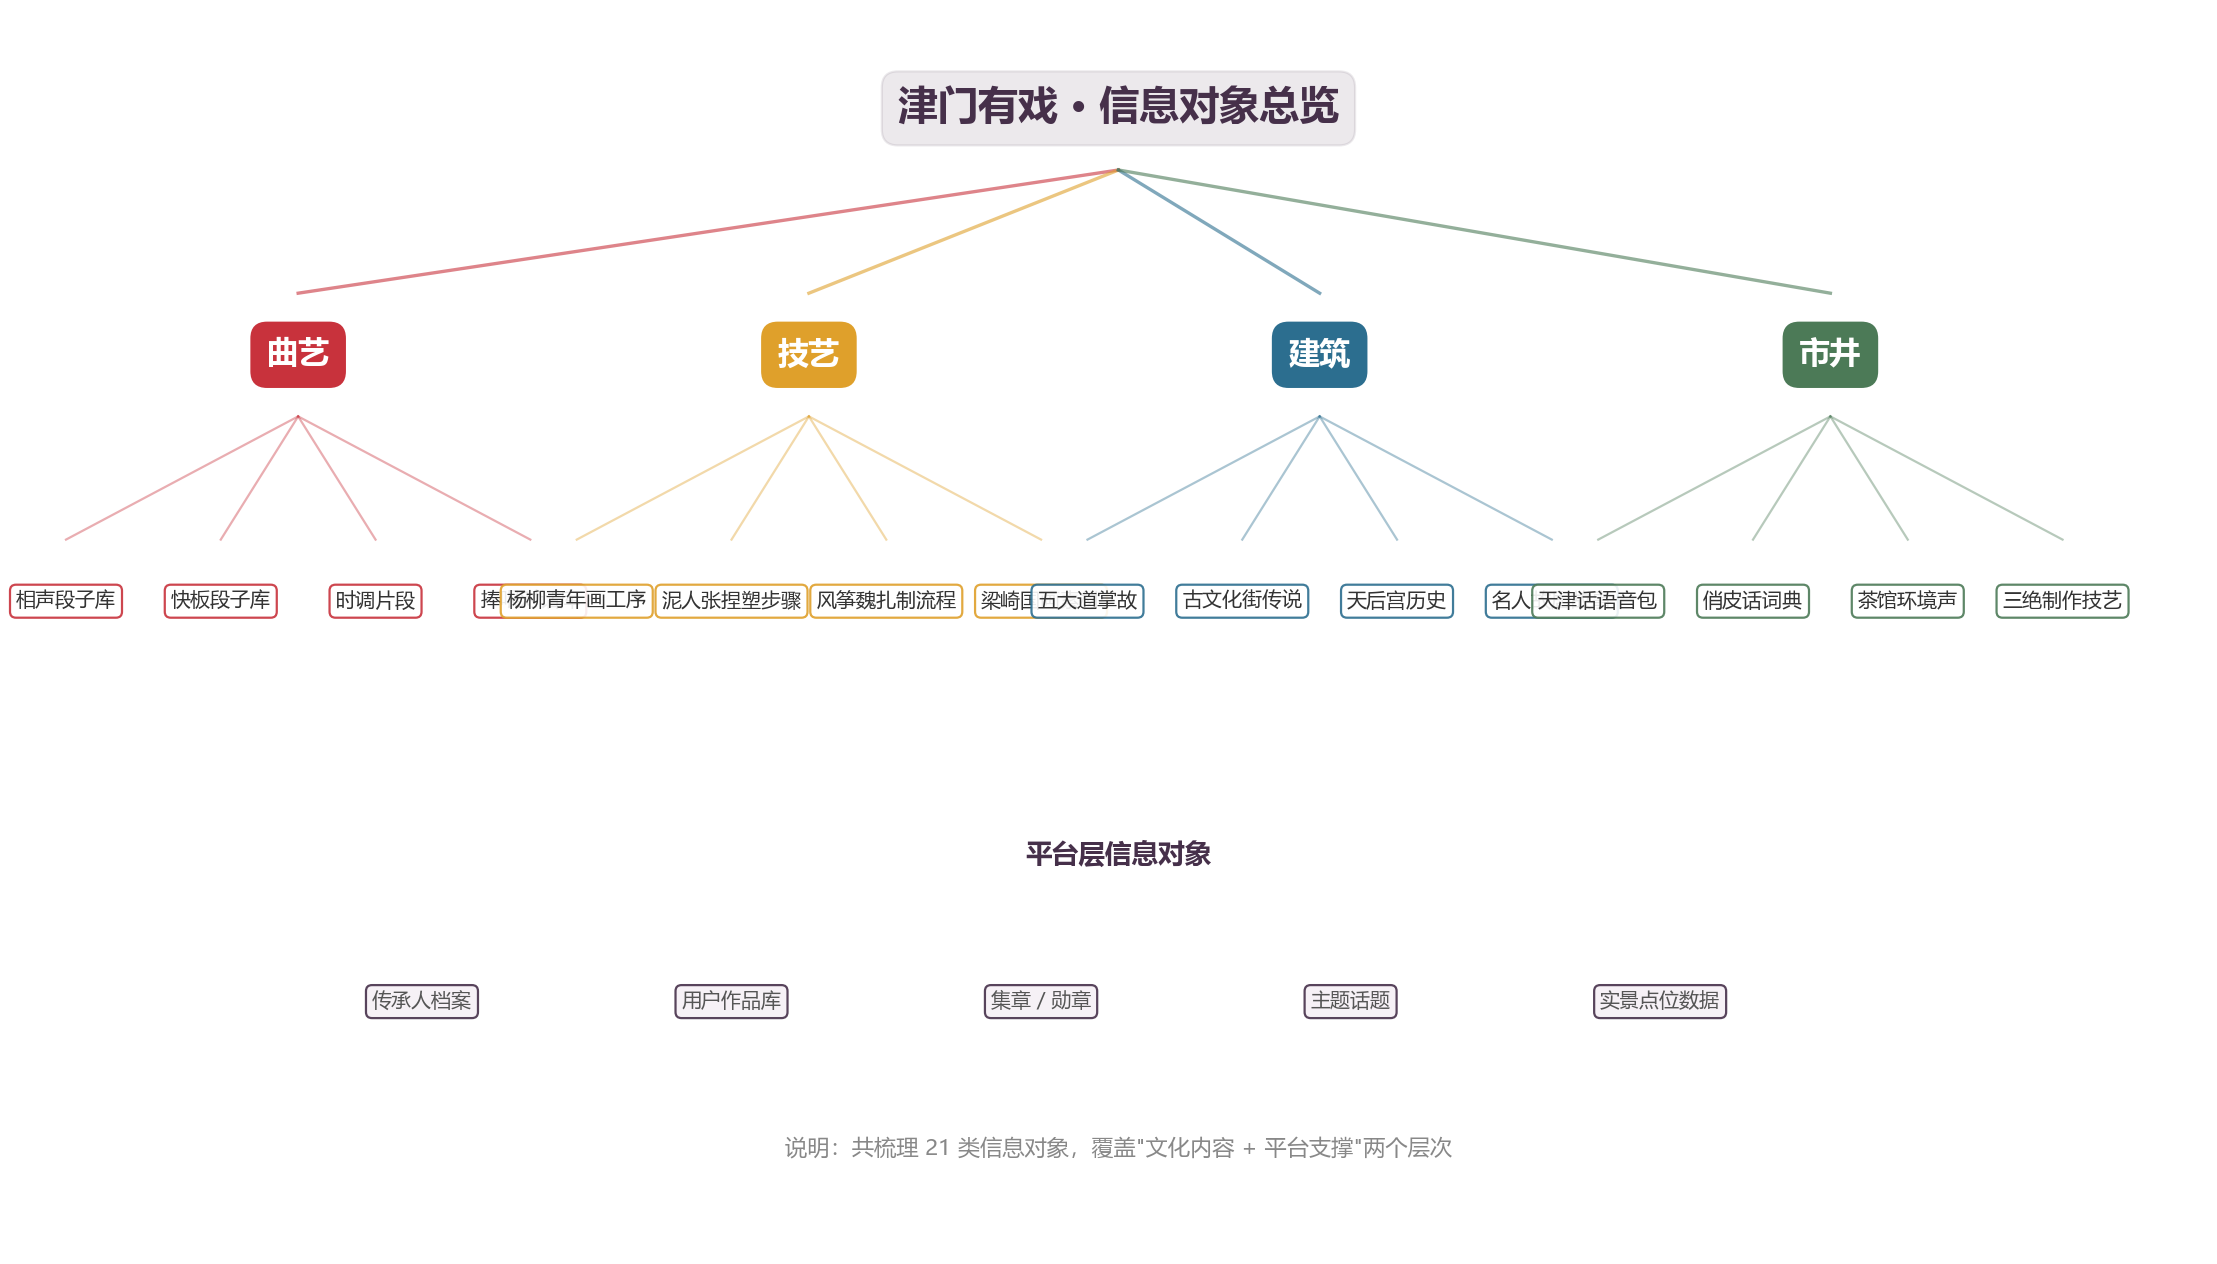 津门有戏·信息对象总览
曲艺
技艺
建筑
市井
相声段子库
快板段子库
时调片段
捧
杨柳青年画工序
泥人张捏塑步骤
风筝魏扎制流程
梁崎
五大道掌故
古文化街传说
天后宫历史
名人
天津话语音包
俏皮话词典
茶馆环境声
三绝制作技艺
平台层信息对象
传承人档案
用户作品库
集章 / 勋章
主题话题
实景点位数据
说明：共梳理 21 类信息对象，覆盖"文化内容 + 平台支撑"两个层次